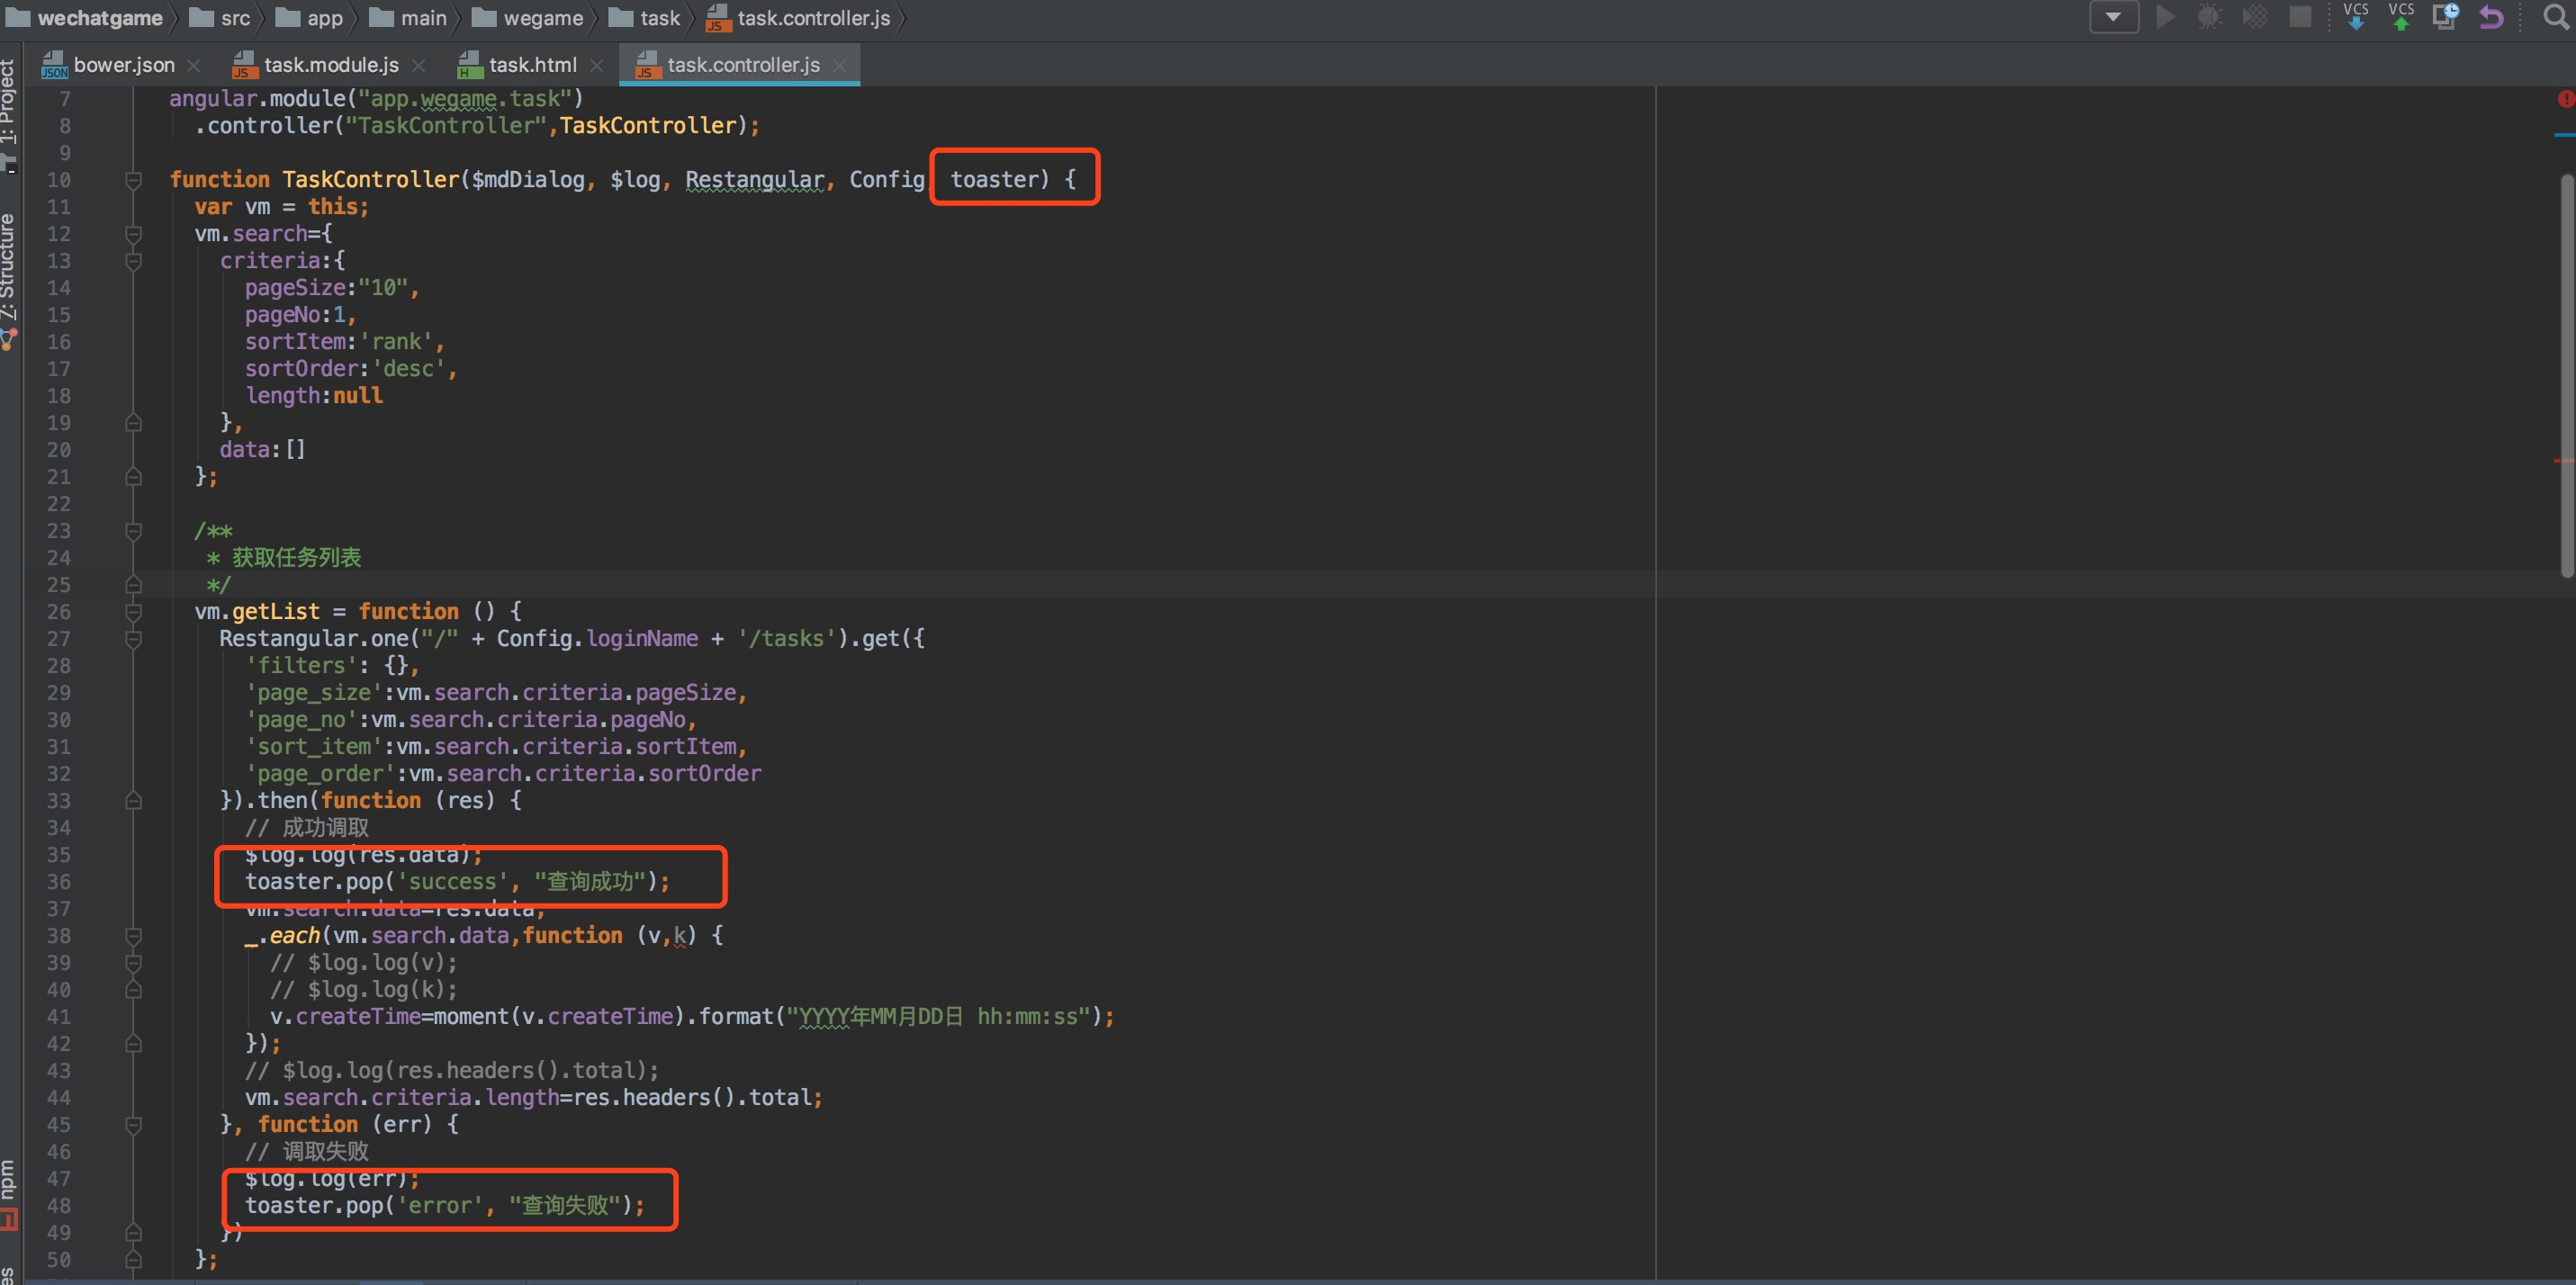 wechatgame src app main wegame task task.controller.js
VCS VCS
bower.json task.module.js task.html task.controller.js
1: Project
7: Structure
npm
7 angular.module("app.wegame.task")
8 .controller("TaskController",TaskController);
9
10 function TaskController($mdDialog, $log, Restangular, Config toaster) {
11 var vm = this;
12 vm.search={
13 criteria:{
14 pageSize:"10",
15 pageNo:1,
16 sortItem:'rank',
17 sortOrder:'desc',
18 length:null
19 },
20 data:[]
21 };
22
23 /**
24 * 获取任务列表
25 */
26 vm.getList = function () {
27 Restangular.one("/" + Config.loginName + '/tasks').get({
28 'filters': {},
29 'page_size':vm.search.criteria.pageSize,
30 'page_no':vm.search.criteria.pageNo,
31 'sort_item':vm.search.criteria.sortItem,
32 'page_order':vm.search.criteria.sortOrder
33 }).then(function (res) {
34 // 成功调取
35 $log.log(res.data);
36 toaster.pop('success', "查询成功");
37 vm.search.data=res.data;
38 _.each(vm.search.data,function (v,k) {
39 // $log.log(v);
40 // $log.log(k);
41 v.createTime=moment(v.createTime).format("YYYY年MM月DD日 hh:mm:ss");
42 });
43 // $log.log(res.headers().total);
44 vm.search.criteria.length=res.headers().total;
45 }, function (err) {
46 // 调取失败
47 $log.log(err);
48 toaster.pop('error', "查询失败");
49 })
50 };